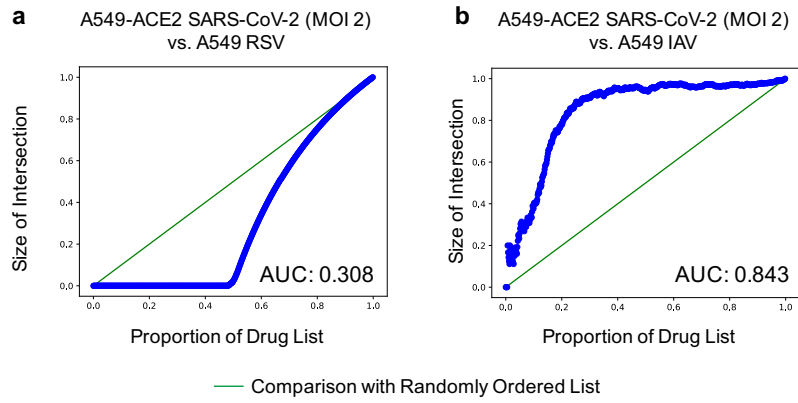 a
A549-ACE2 SARS-CoV-2 (MOI 2)
vs. A549 RSV
1.0
0.8
0.6
0.4
0.2
0.0
Size of Intersection
AUC: 0.308
0.0 0.2 0.4 0.6 0.8 1.0
Proportion of Drug List
b
A549-ACE2 SARS-CoV-2 (MOI 2)
vs. A549 IAV
1.0
0.8
0.6
0.4
0.2
0.0
Size of Intersection
AUC: 0.843
0.0 0.2 0.4 0.6 0.8 1.0
Proportion of Drug List
Comparison with Randomly Ordered List